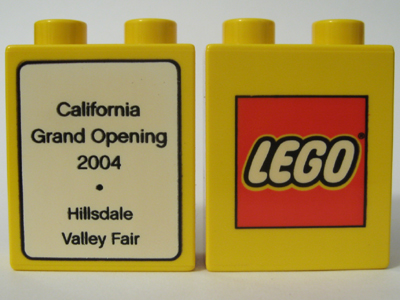 California
Grand Opening
2004
•
Hillsdale
Valley Fair
LEGO®